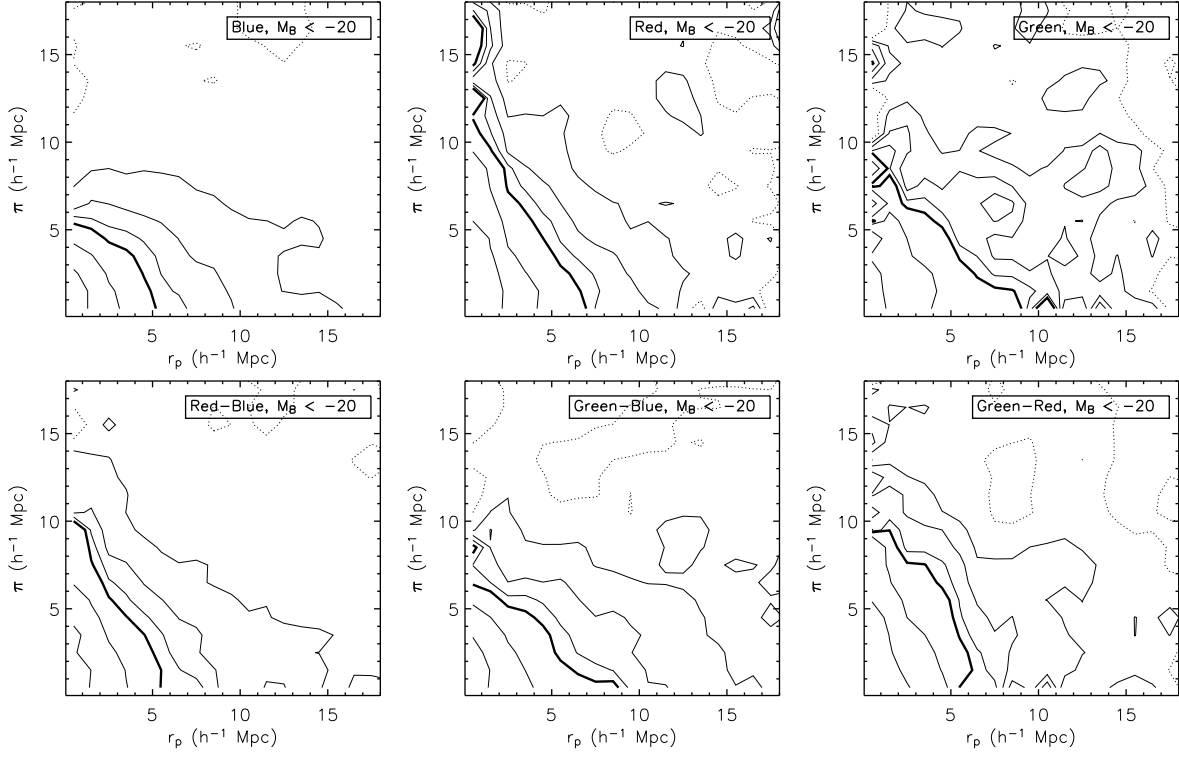 Blue, M_B < −20
15
10
5
π (h⁻¹ Mpc)
5 10 15
r_p (h⁻¹ Mpc)
Red, M_B < −20
15
10
5
π (h⁻¹ Mpc)
5 10 15
r_p (h⁻¹ Mpc)
Green, M_B < −20
15
10
5
π (h⁻¹ Mpc)
5 10 15
r_p (h⁻¹ Mpc)
Red−Blue, M_B < −20
15
10
5
π (h⁻¹ Mpc)
5 10 15
r_p (h⁻¹ Mpc)
Green−Blue, M_B < −20
15
10
5
π (h⁻¹ Mpc)
5 10 15
r_p (h⁻¹ Mpc)
Green−Red, M_B < −20
15
10
5
π (h⁻¹ Mpc)
5 10 15
r_p (h⁻¹ Mpc)